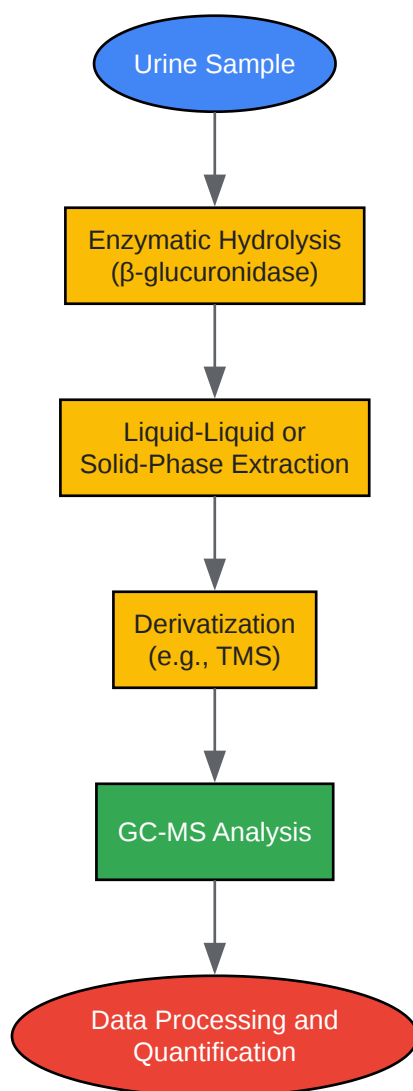 Urine Sample
Enzymatic Hydrolysis
(β-glucuronidase)
Liquid-Liquid or
Solid-Phase Extraction
Derivatization
(e.g., TMS)
GC-MS Analysis
Data Processing and
Quantification